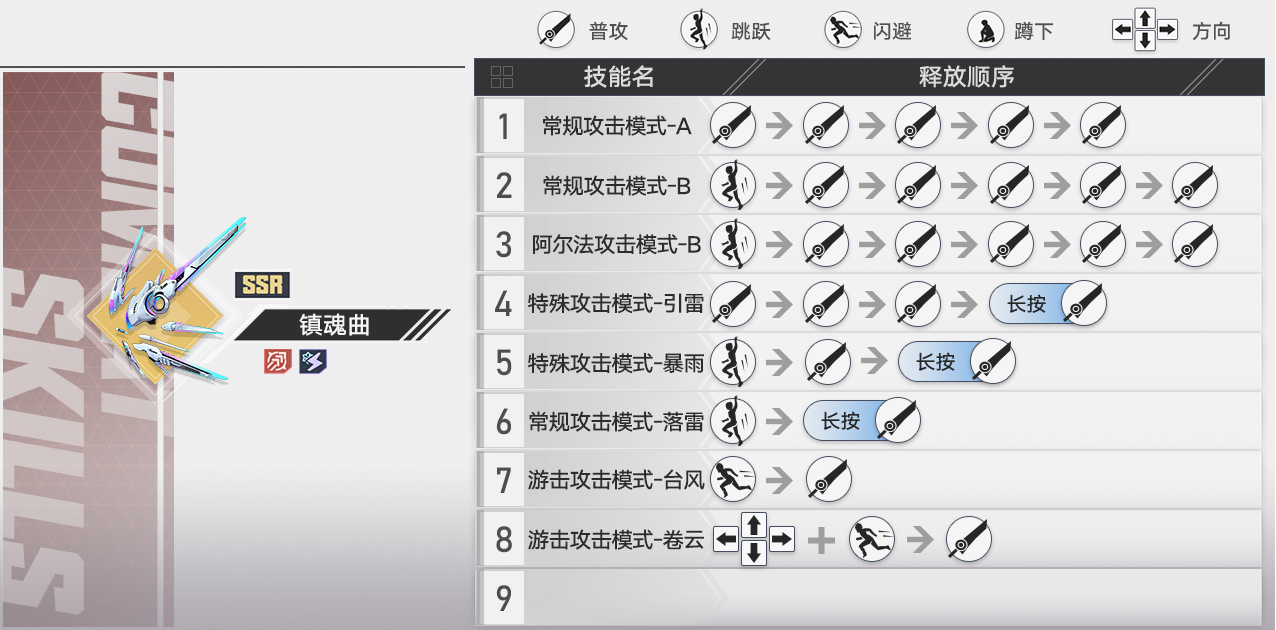 普攻
跳跃
闪避
蹲下
方向
技能名
释放顺序
COMBAT
SKILLS
SSR
镇魂曲
1 常规攻击模式-A
2 常规攻击模式-B
3 阿尔法攻击模式-B
4 特殊攻击模式-引雷 长按
5 特殊攻击模式-暴雨 长按
6 常规攻击模式-落雷 长按
7 游击攻击模式-台风
8 游击攻击模式-卷云
9